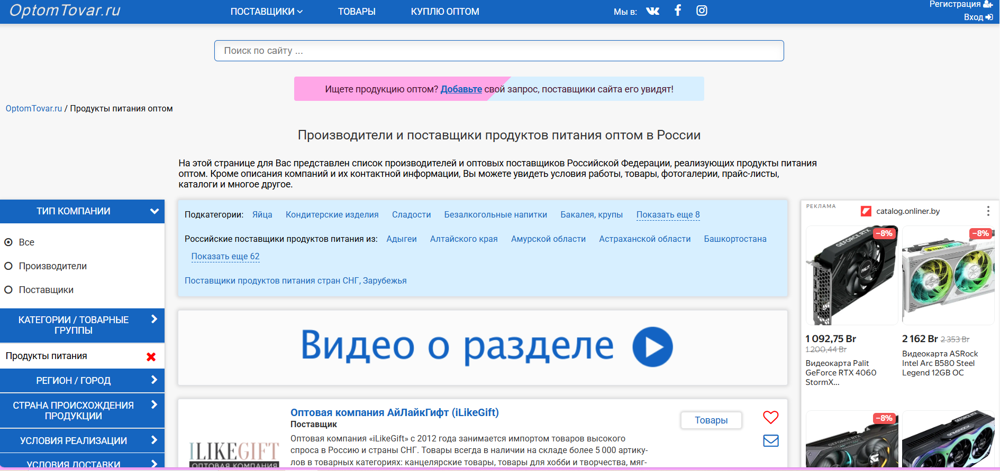 OptomTovar.ru
ПОСТАВЩИКИ
ТОВАРЫ
КУПЛЮ ОПТОМ
Мы в:
Регистрация
Вход
Поиск по сайту ...
Ищете продукцию оптом? Добавьте свой запрос, поставщики сайта его увидят!
OptomTovar.ru / Продукты питания оптом
Производители и поставщики продуктов питания оптом в России
На этой странице для Вас представлен список производителей и оптовых поставщиков Российской Федерации, реализующих продукты питания
оптом. Кроме описания компаний и их контактной информации, Вы можете увидеть условия работы, товары, фотогалереи, прайс-листы,
каталоги и многое другое.
ТИП КОМПАНИИ
Все
Производители
Поставщики
КАТЕГОРИИ / ТОВАРНЫЕ
ГРУППЫ
Продукты питания
РЕГИОН / ГОРОД
СТРАНА ПРОИСХОЖДЕНИЯ
ПРОДУКЦИИ
УСЛОВИЯ РЕАЛИЗАЦИИ
УСЛОВИЯ ДОСТАВКИ
Подкатегории: Яйца Кондитерские изделия Сладости Безалкогольные напитки Бакалея, крупы Показать еще 8
Российские поставщики продуктов питания из: Адыгеи Алтайского края Амурской области Астраханской области Башкортостана
Показать еще 62
Поставщики продуктов питания стран СНГ, Зарубежья
Видео о разделе
ILIKEGIFT
ОПТОВАЯ КОМПАНИЯ
Оптовая компания АйЛайкГифт (iLikeGift)
Поставщик
Оптовая компания «iLikeGift» с 2012 года занимается импортом товаров высокого
спроса в Россию и страны СНГ. Товары всегда в наличии на складе более 5 000 артику-
лов в товарных категориях: канцелярские товары, товары для хобби и творчества, мяг-
Товары
РЕКЛАМА
catalog.onliner.by
GEFORCE RTX
PALIT
-8%
-8%
1 092,75 Br
1 200,44 Br
Видеокарта Palit
GeForce RTX 4060
StormX...
2 162 Br 2 353 Br
Видеокарта ASRock
Intel Arc B580 Steel
Legend 12GB OC
-8%
GEFORCE RTX
GEFORCE RTX